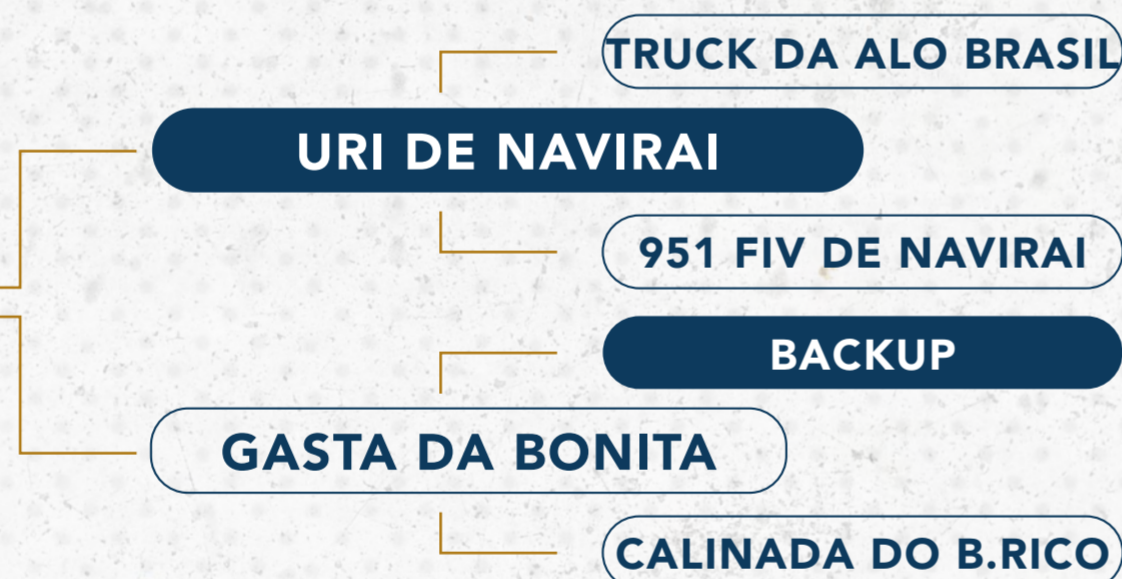 TRUCK DA ALO BRASIL
URI DE NAVIRAI
951 FIV DE NAVIRAI
BACKUP
GASTA DA BONITA
CALINADA DO B.RICO